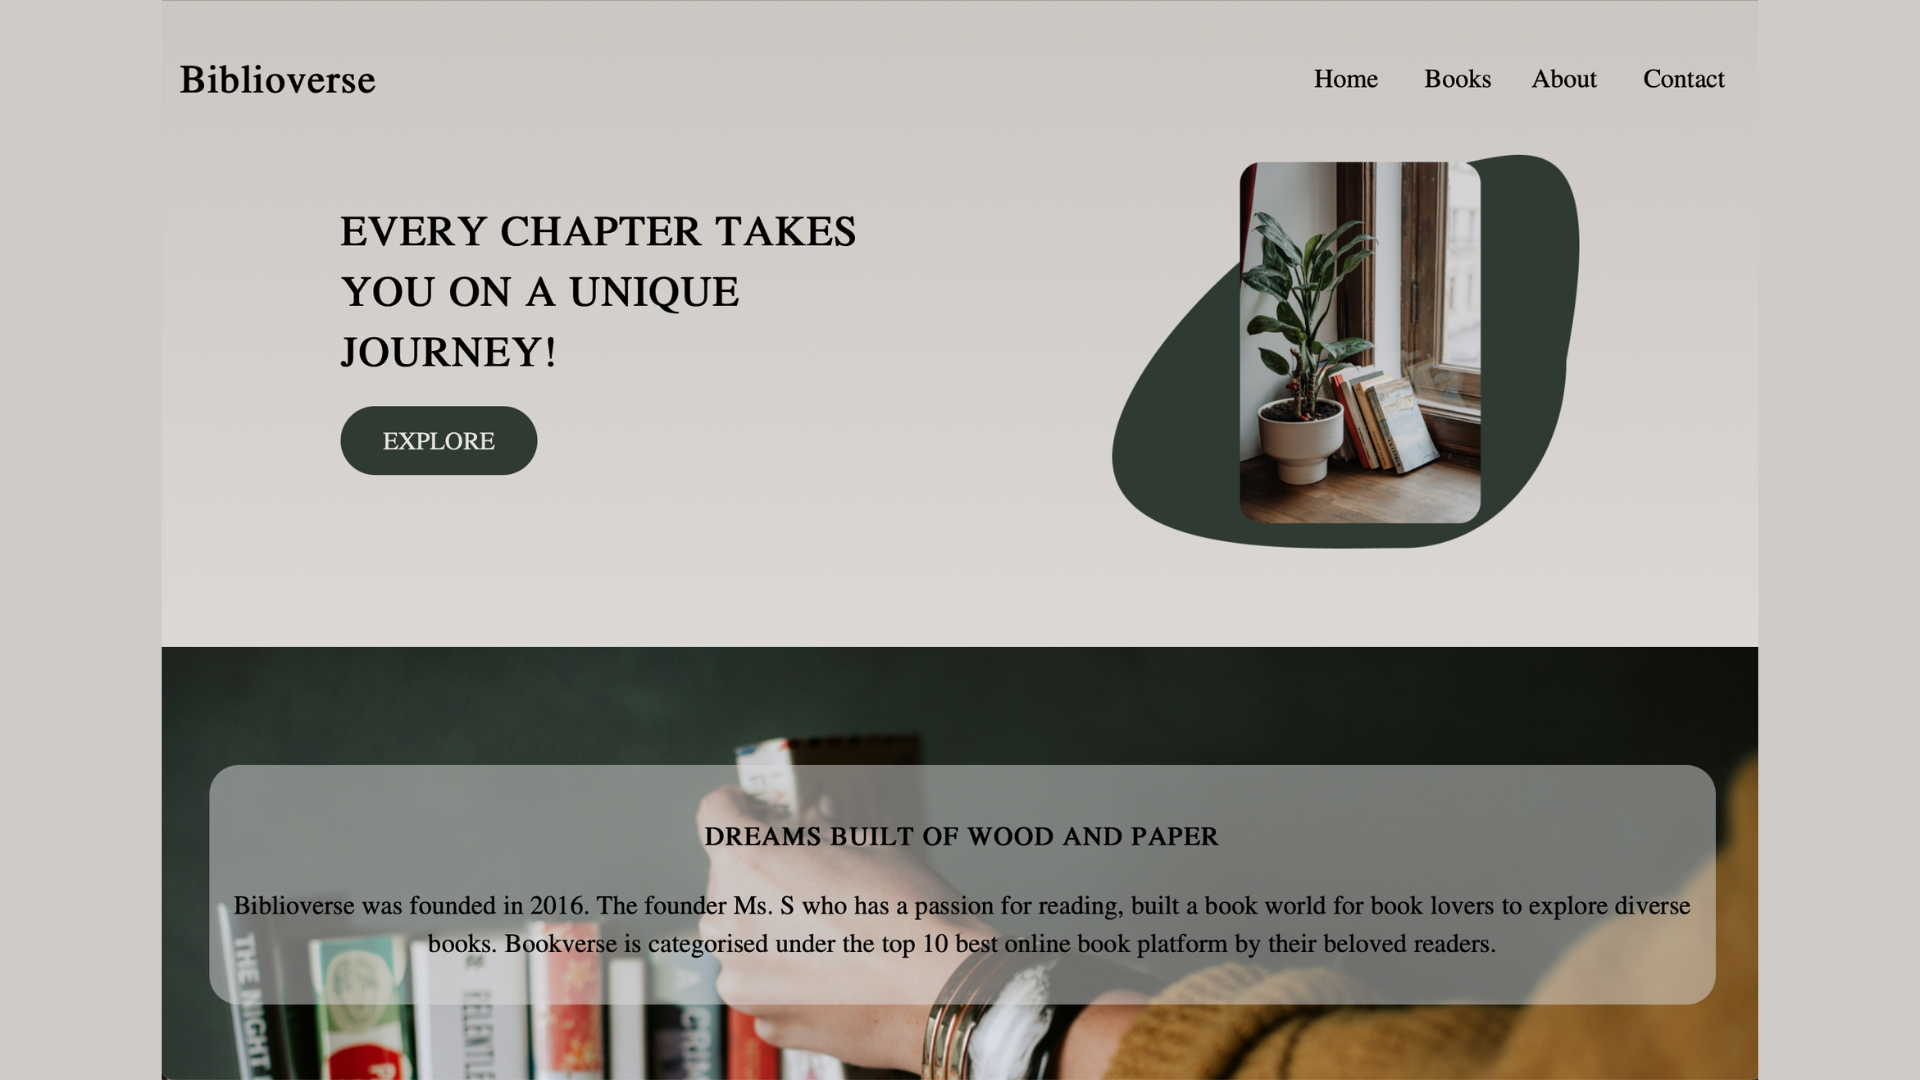 Biblioverse
Home Books About Contact
EVERY CHAPTER TAKES
YOU ON A UNIQUE
JOURNEY!
EXPLORE
DREAMS BUILT OF WOOD AND PAPER
Biblioverse was founded in 2016. The founder Ms. S who has a passion for reading, built a book world for book lovers to explore diverse
books. Bookverse is categorised under the top 10 best online book platform by their beloved readers.
THE NIGHT